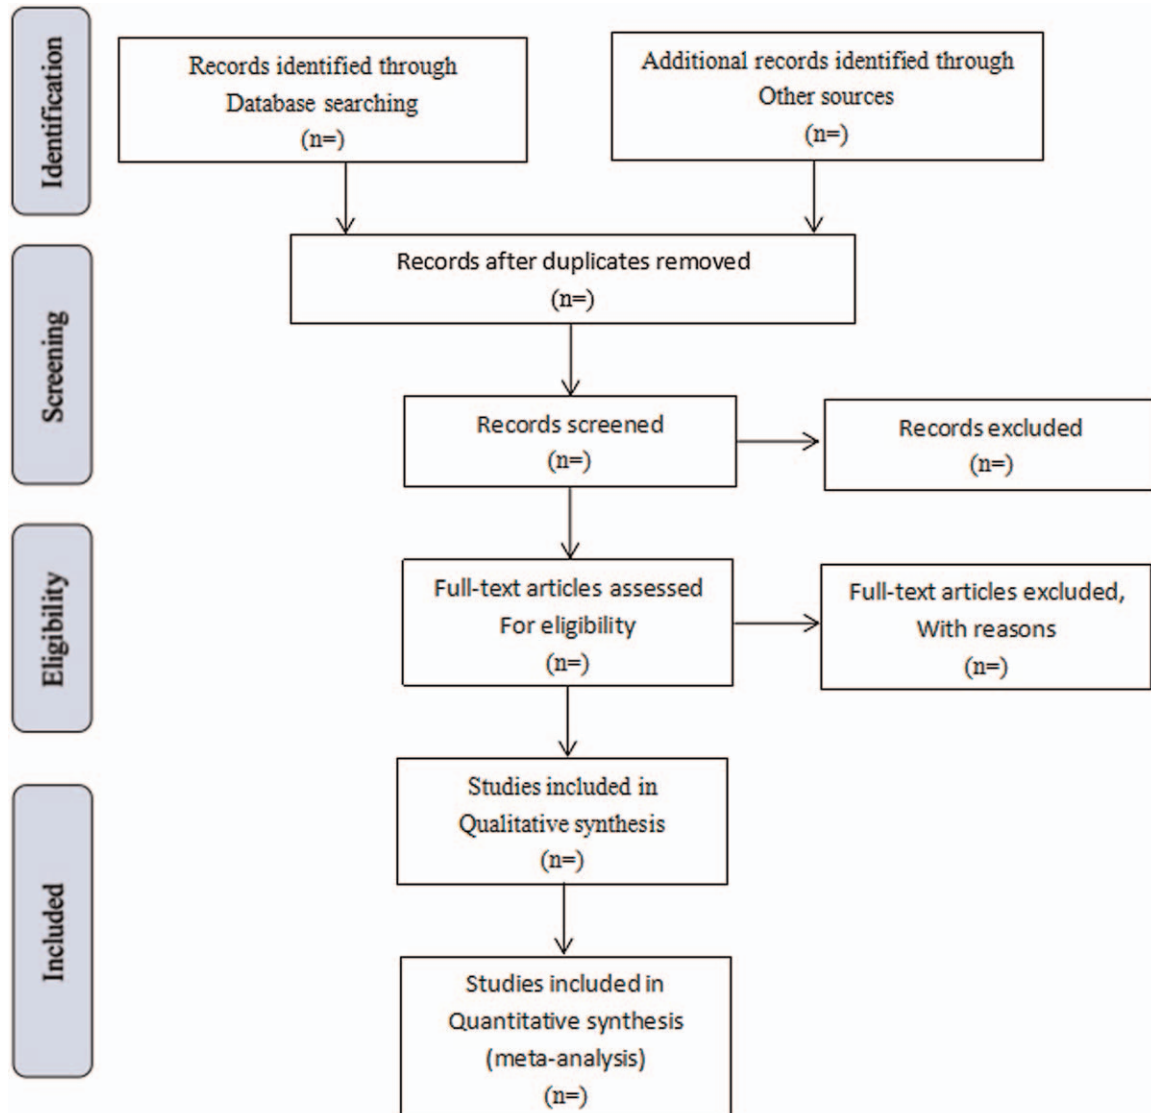 Identification
Records identified through
Database searching
(n=)
Additional records identified through
Other sources
(n=)
Screening
Records after duplicates removed
(n=)
Records screened
(n=)
Records excluded
(n=)
Eligibility
Full-text articles assessed
For eligibility
(n=)
Full-text articles excluded,
With reasons
(n=)
Included
Studies included in
Qualitative synthesis
(n=)
Studies included in
Quantitative synthesis
(meta-analysis)
(n=)